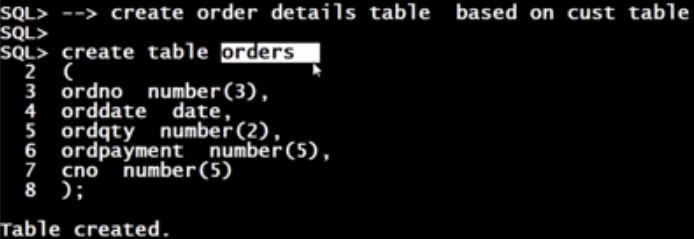 SQL> --> create order details table  based on cust table
SQL>
SQL> create table orders
  2  (
  3  ordno  number(3),
  4  orddate  date,
  5  ordqty  number(2),
  6  ordpayment  number(5),
  7  cno  number(5)
  8  );
Table created.